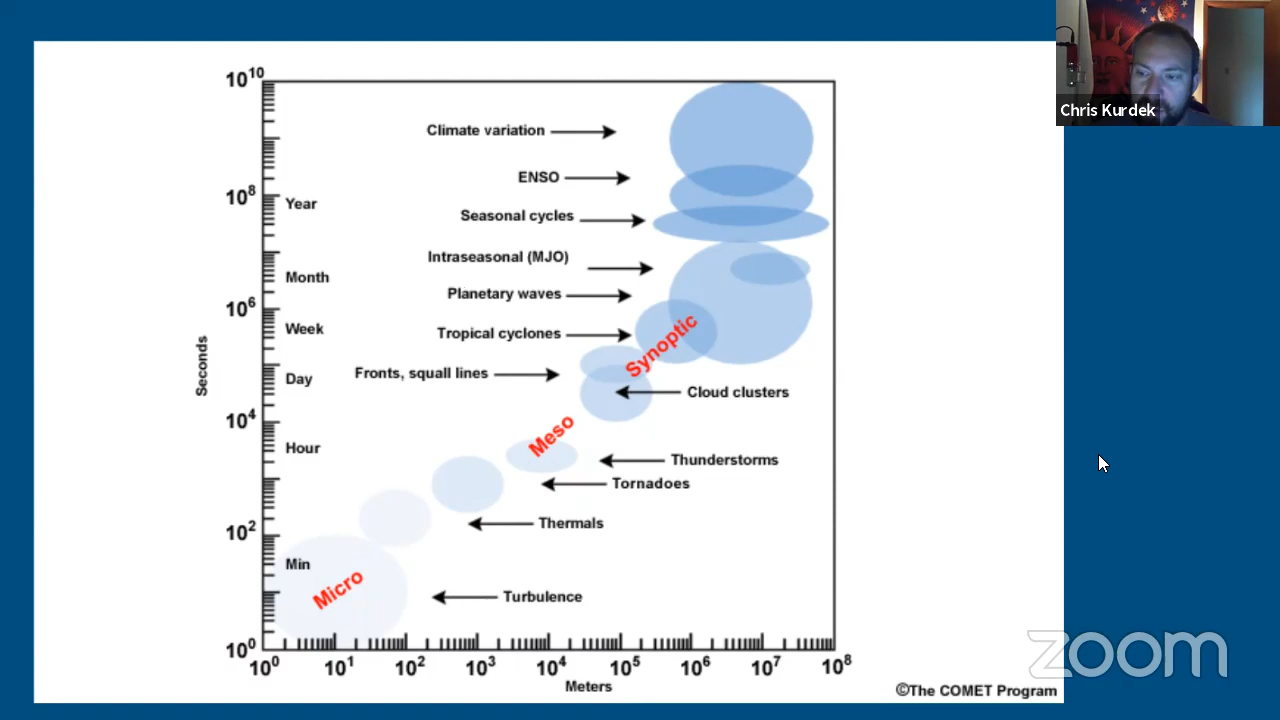 Chris Kurdek
10^10
Climate variation
ENSO
10^8
Year
Seasonal cycles
Intraseasonal (MJO)
Month
Planetary waves
10^6
Week
Tropical cyclones
Synoptic
Seconds
Day
Fronts, squall lines
Cloud clusters
10^4
Meso
Hour
Thunderstorms
Tornadoes
10^2
Thermals
Min
Micro
Turbulence
10^0
10^0 10^1 10^2 10^3 10^4 10^5 10^6 10^7 10^8
Meters
©The COMET Program
zoom